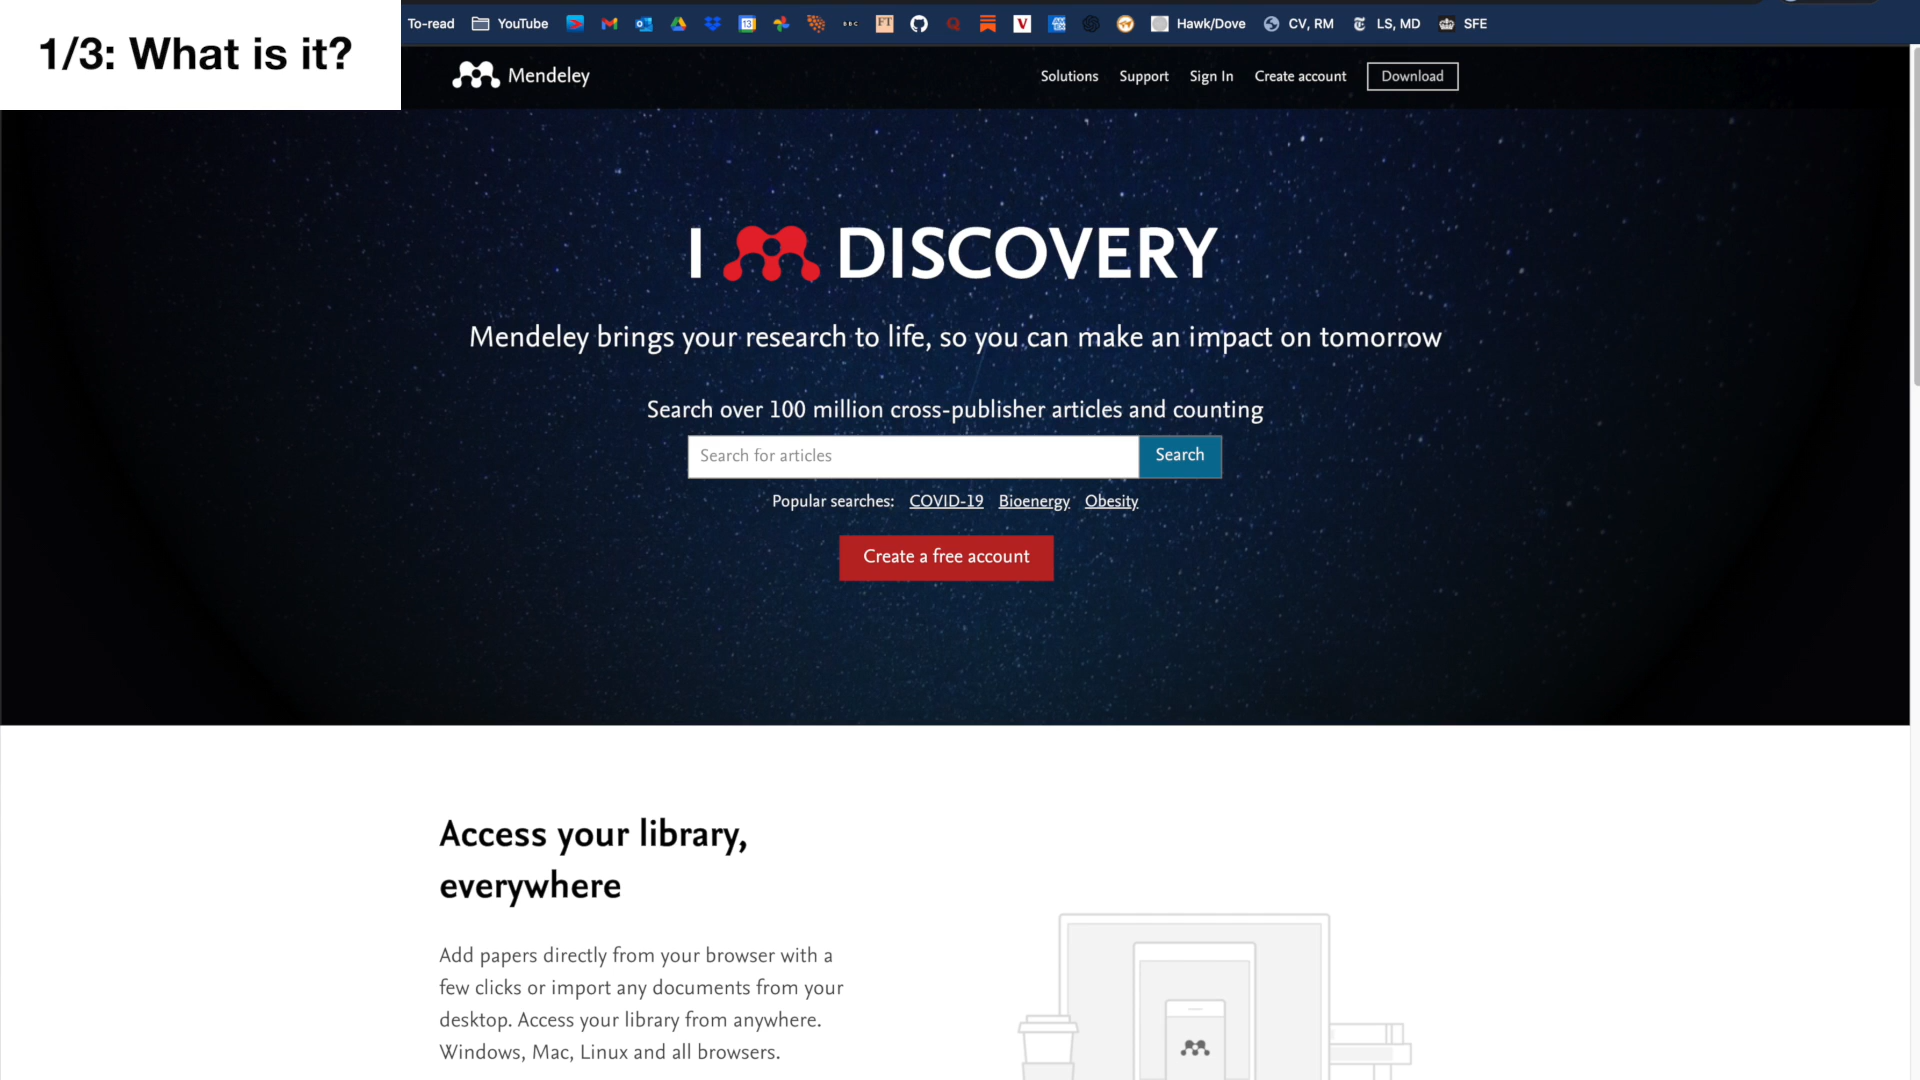 1/3: What is it?
To-read YouTube 13 BBC FT V Hawk/Dove CV, RM LS, MD SFE
Mendeley Solutions Support Sign In Create account Download
I DISCOVERY
Mendeley brings your research to life, so you can make an impact on tomorrow
Search over 100 million cross-publisher articles and counting
Search for articles Search
Popular searches: COVID-19 Bioenergy Obesity
Create a free account
Access your library,
everywhere
Add papers directly from your browser with a
few clicks or import any documents from your
desktop. Access your library from anywhere.
Windows, Mac, Linux and all browsers.